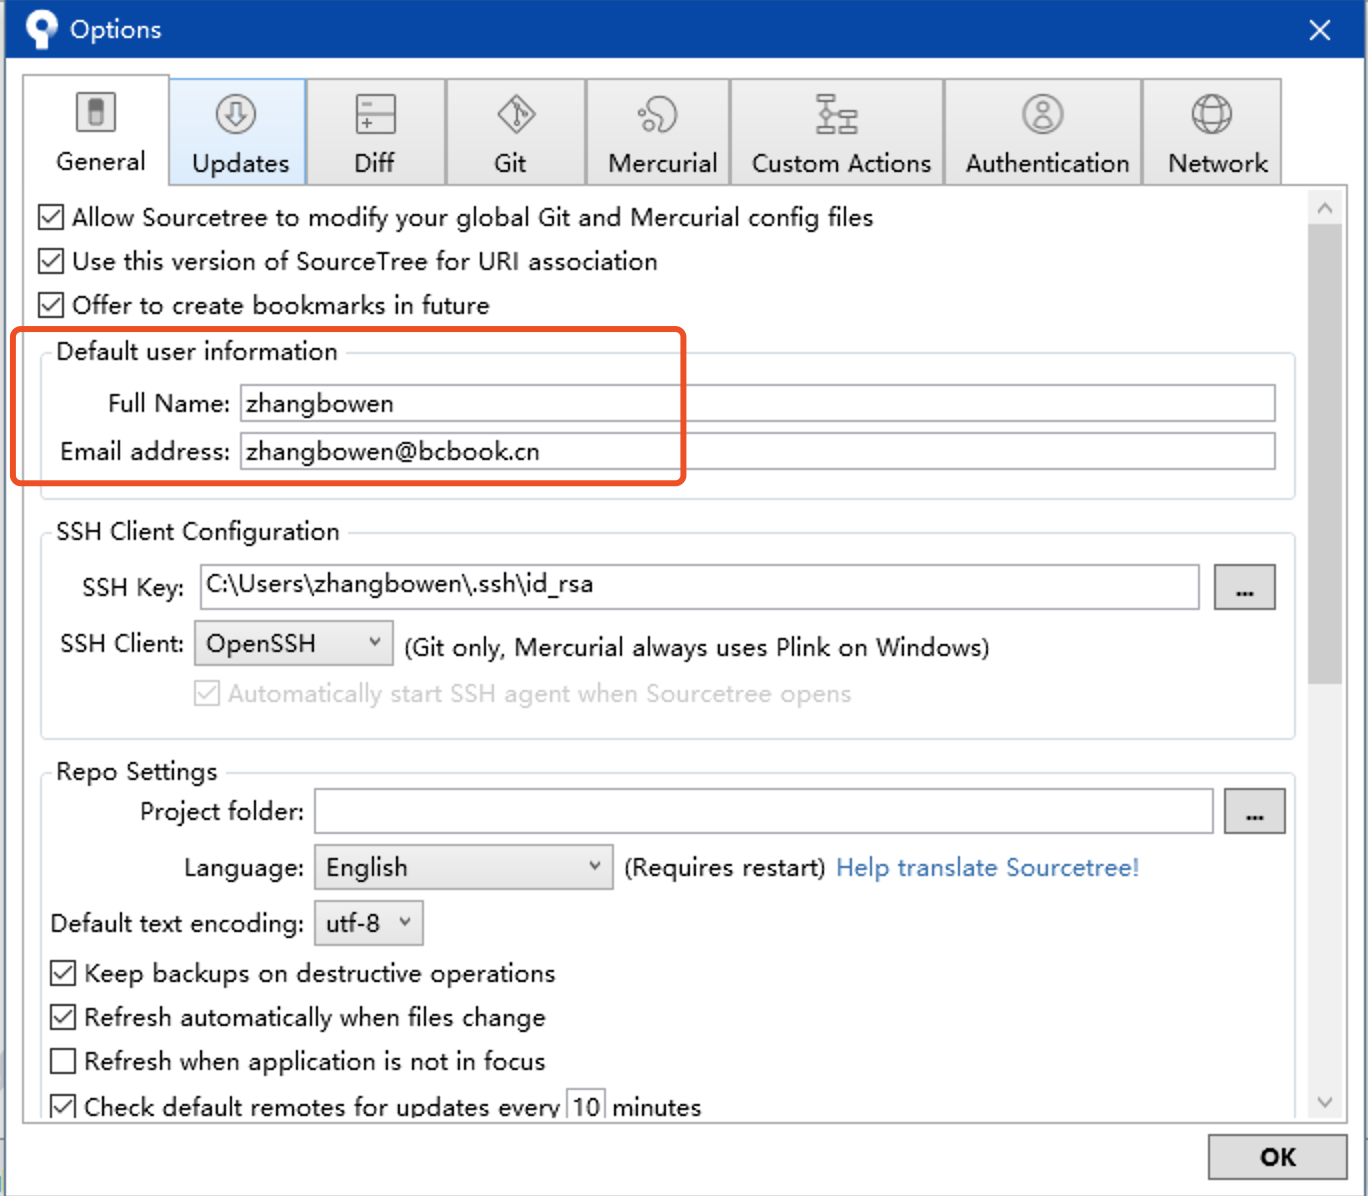 Options
General Updates Diff Git Mercurial Custom Actions Authentication Network
Allow Sourcetree to modify your global Git and Mercurial config files
Use this version of SourceTree for URI association
Offer to create bookmarks in future
Default user information
Full Name: zhangbowen
Email address: zhangbowen@bcbook.cn
SSH Client Configuration
SSH Key: C:\Users\zhangbowen\.ssh\id_rsa ...
SSH Client: OpenSSH (Git only, Mercurial always uses Plink on Windows)
Automatically start SSH agent when Sourcetree opens
Repo Settings
Project folder: ...
Language: English (Requires restart) Help translate Sourcetree!
Default text encoding: utf-8
Keep backups on destructive operations
Refresh automatically when files change
Refresh when application is not in focus
Check default remotes for updates every 10 minutes
OK